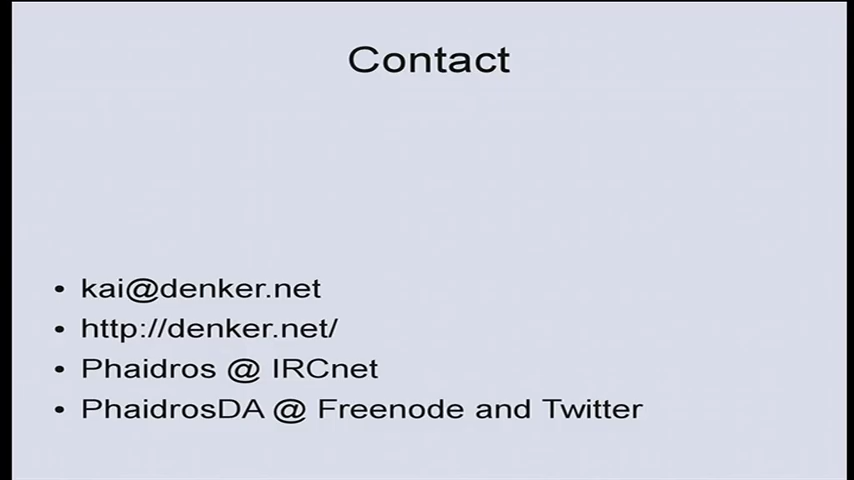 Contact
• kai@denker.net
• http://denker.net/
• Phaidros @ IRCnet
• PhaidrosDA @ Freenode and Twitter